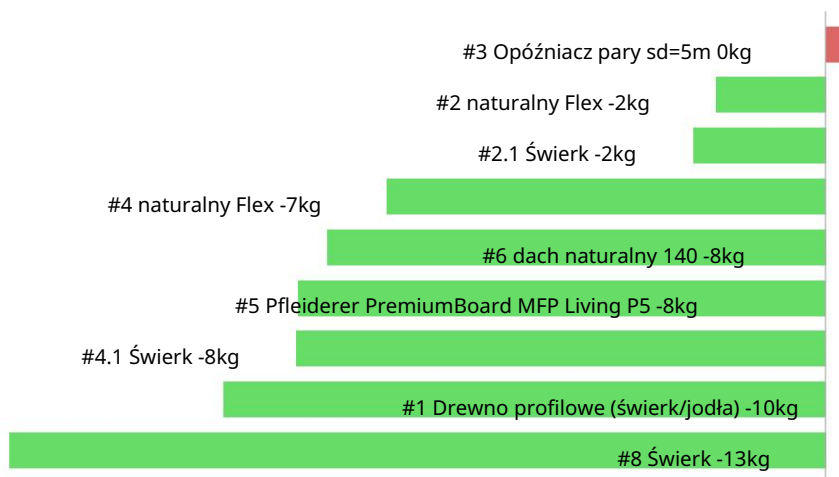 #3 Opóźniacz pary sd=5m 0kg
#2 naturalny Flex -2kg
#2.1 Świerk -2kg
#4 naturalny Flex -7kg
#6 dach naturalny 140 -8kg
#5 Pfleiderer PremiumBoard MFP Living P5 -8kg
#4.1 Świerk -8kg
#1 Drewno profilowe (świerk/jodła) -10kg
#8 Świerk -13kg